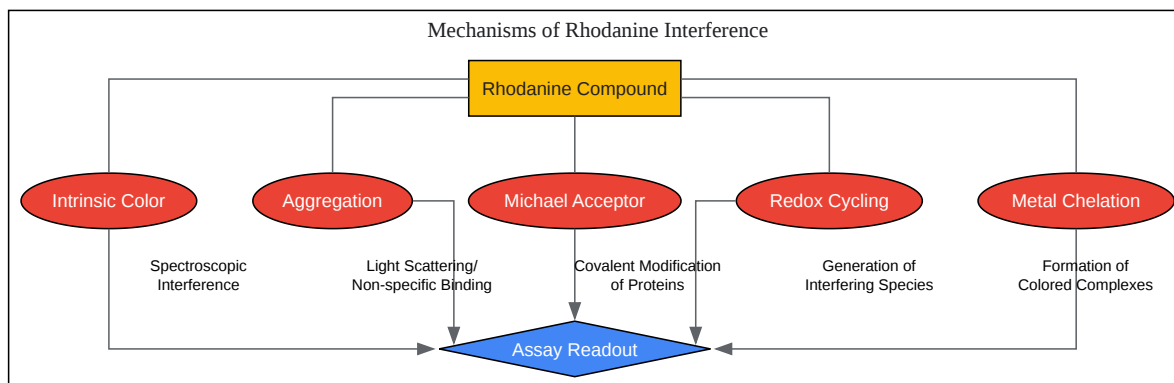 Mechanisms of Rhodanine Interference
Rhodanine Compound
Intrinsic Color
Aggregation
Michael Acceptor
Redox Cycling
Metal Chelation
Spectroscopic
Interference
Light Scattering/
Non-specific Binding
Covalent Modification
of Proteins
Generation of
Interfering Species
Formation of
Colored Complexes
Assay Readout